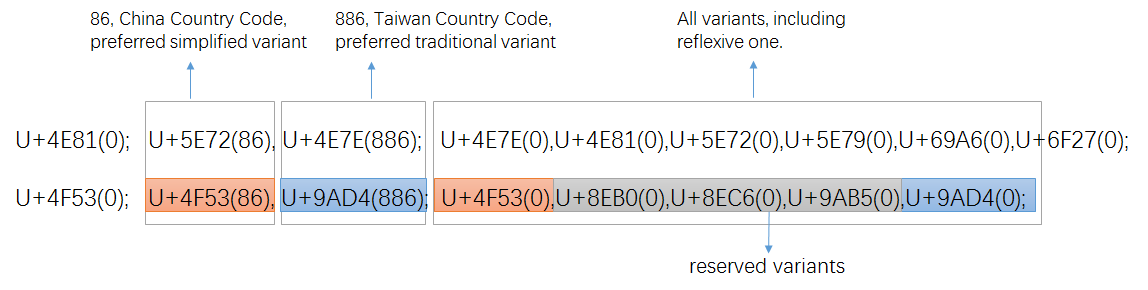 86, China Country Code,
preferred simplified variant
886, Taiwan Country Code,
preferred traditional variant
All variants, including
reflexive one.
U+4E81(0); U+5E72(86), U+4E7E(886); U+4E7E(0),U+4E81(0),U+5E72(0),U+5E79(0),U+69A6(0),U+6F27(0);
U+4F53(0); U+4F53(86), U+9AD4(886); U+4F53(0),U+8EB0(0),U+8EC6(0),U+9AB5(0),U+9AD4(0);
reserved variants